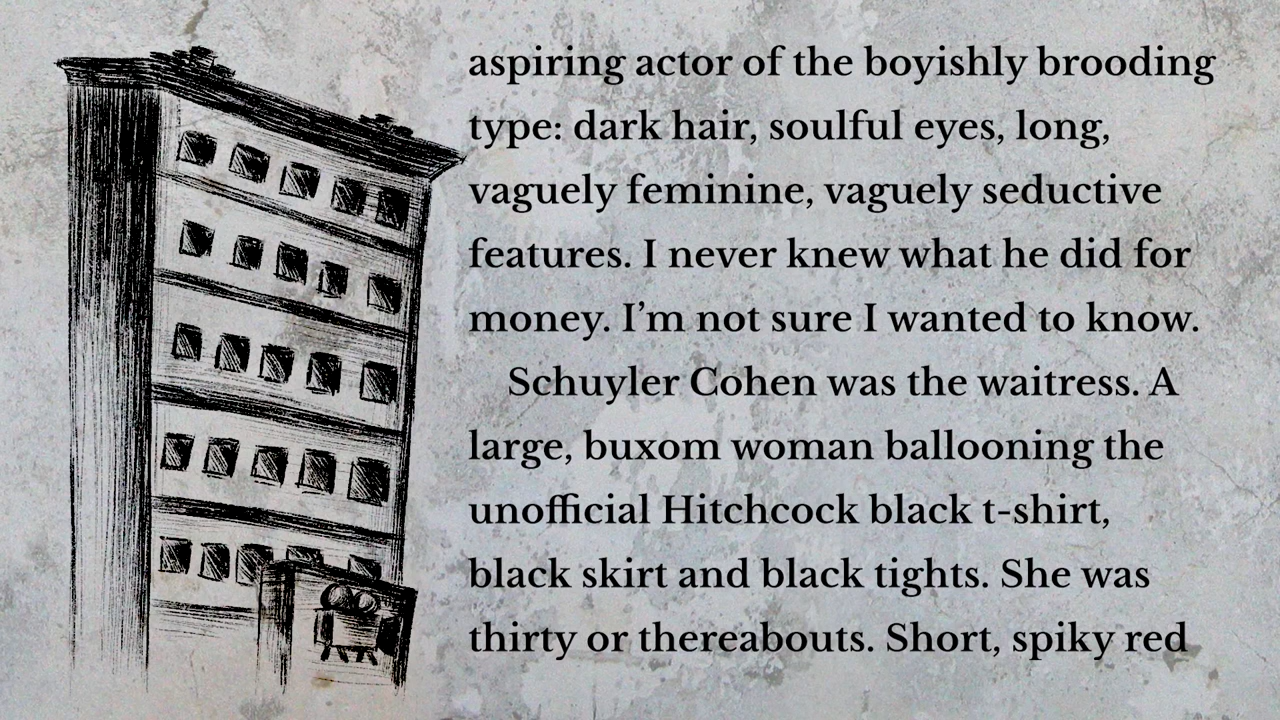 aspiring actor of the boyishly brooding
type: dark hair, soulful eyes, long,
vaguely feminine, vaguely seductive
features. I never knew what he did for
money. I’m not sure I wanted to know.
Schuyler Cohen was the waitress. A
large, buxom woman ballooning the
unofficial Hitchcock black t-shirt,
black skirt and black tights. She was
thirty or thereabouts. Short, spiky red